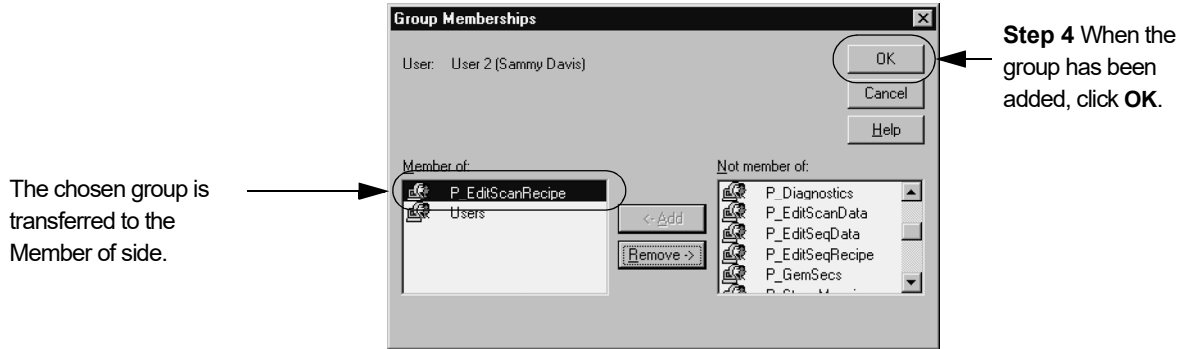 Group Memberships
User: User 2 (Sammy Davis)
OK
Cancel
Help
Step 4 When the
group has been
added, click OK.
The chosen group is
transferred to the
Member of side.
Member of:
P_EditScanRecipe
Users
<- Add
Remove ->
Not member of:
P_Diagnostics
P_EditScanData
P_EditSeqData
P_EditSeqRecipe
P_GemSecs